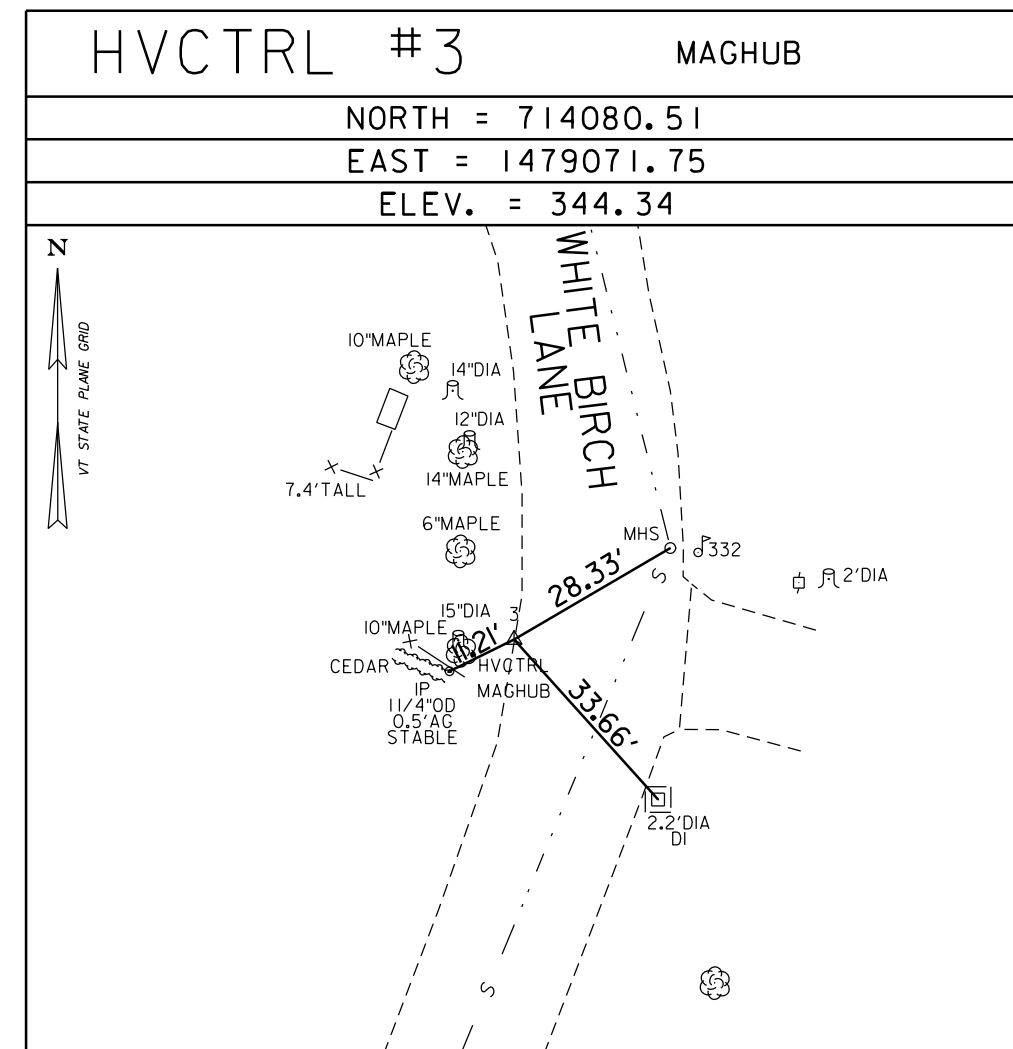 HVCTRL #3 MAGHUB
NORTH = 714080.51
EAST = 1479071.75
ELEV. = 344.34
N
VT STATE PLANE GRID
WHITE BIRCH
LANE
10"MAPLE
14"DIA
12"DIA
14"MAPLE
7.4'TALL
6"MAPLE
MHS
332
28.33'
S
2'DIA
15"DIA
3
10"MAPLE
11.21'
CEDAR
HVCTRL
MAGHUB
IP
11/4"OD
0.5'AG
STABLE
33.66'
2.2'DIA
DI
S